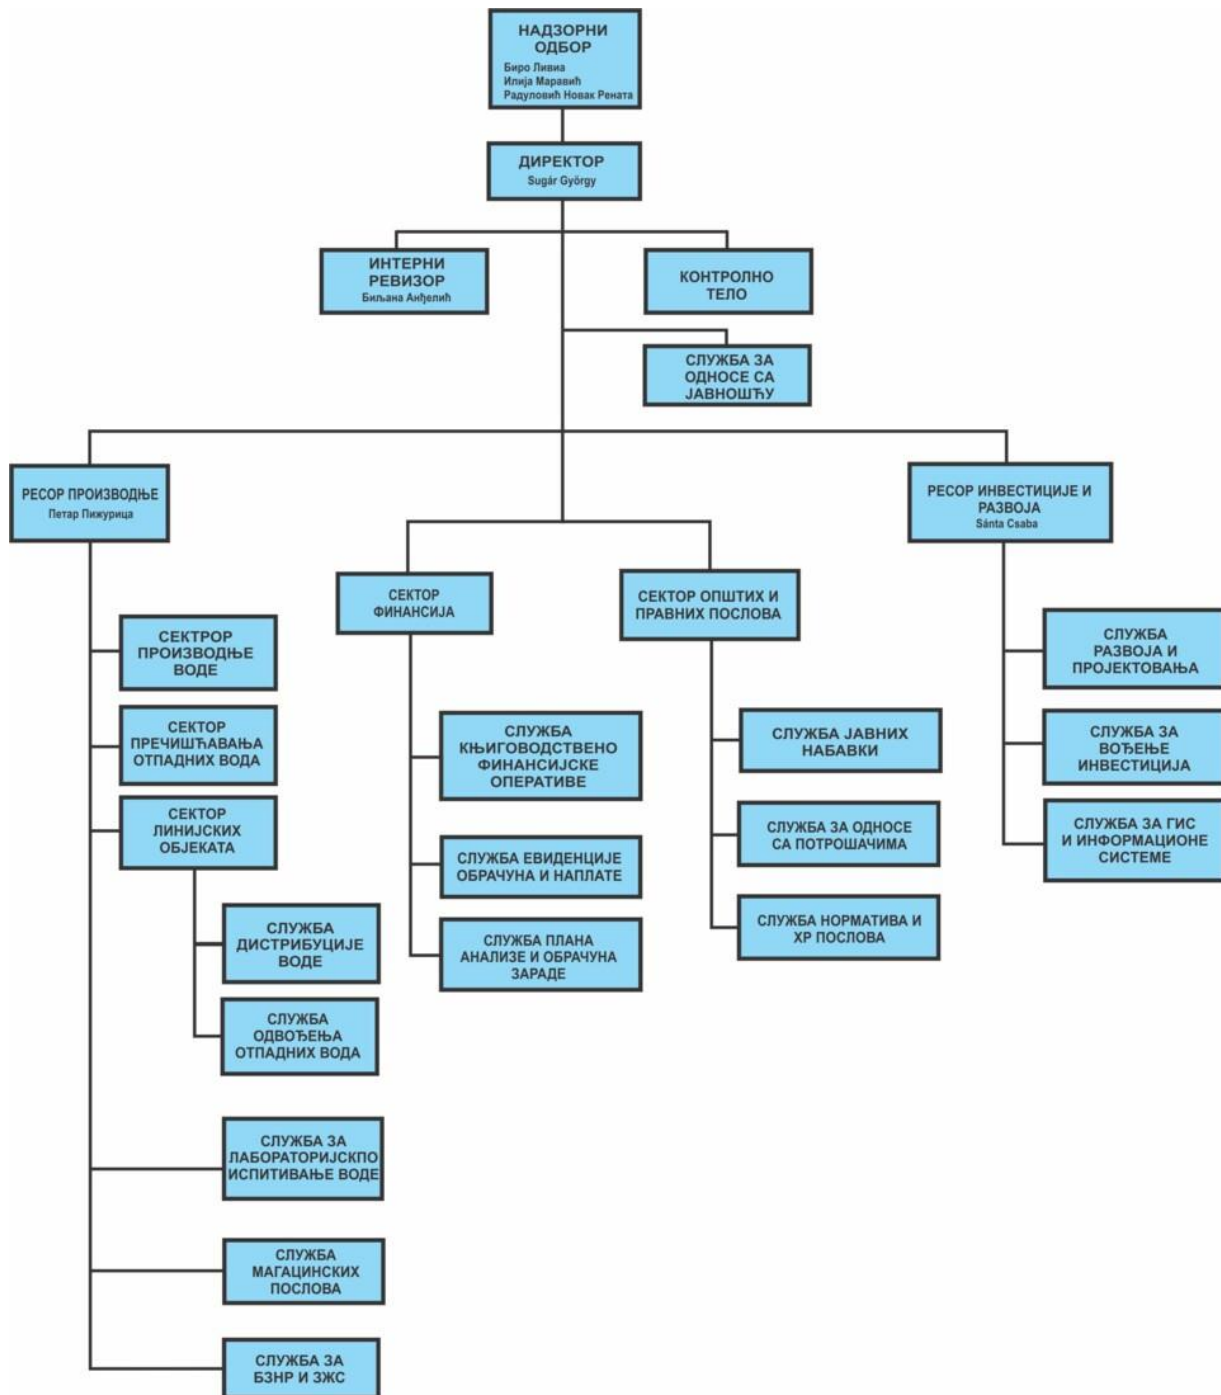 НАДЗОРНИ
ОДБОР
Биро Ливиа
Илија Маравић
Радуловић Новак Рената
ДИРЕКТОР
Sugár György
ИНТЕРНИ
РЕВИЗОР
Биљана Анђелић
КОНТРОЛНО
ТЕЛО
СЛУЖБА ЗА
ОДНОСЕ СА
ЈАВНОШЋУ
РЕСОР ПРОИЗВОДЊЕ
Петар Пижурица
РЕСОР ИНВЕСТИЦИЈЕ И
РАЗВОЈА
Sánta Csaba
СЕКТОР
ФИНАНСИЈА
СЕКТОР ОПШТИХ И
ПРАВНИХ ПОСЛОВА
СЕКТРОР
ПРОИЗВОДЊЕ
ВОДЕ
СЕКТОР
ПРЕЧИШЋАВАЊА
ОТПАДНИХ ВОДА
СЕКТОР
ЛИНИЈСКИХ
ОБЈЕКАТА
СЛУЖБА
ДИСТРИБУЦИЈЕ
ВОДЕ
СЛУЖБА
ОДВОЂЕЊА
ОТПАДНИХ ВОДА
СЛУЖБА ЗА
ЛАБОРАТОРИЈСКПО
ИСПИТИВАЊЕ ВОДЕ
СЛУЖБА
МАГАЦИНСКИХ
ПОСЛОВА
СЛУЖБА ЗА
БЗНР И ЗЖС
СЛУЖБА
КЊИГОВОДСТВЕНО
ФИНАНСИЈСКЕ
ОПЕРАТИВЕ
СЛУЖБА ЕВИДЕНЦИЈЕ
ОБРАЧУНА И НАПЛАТЕ
СЛУЖБА ПЛАНА
АНАЛИЗЕ И ОБРАЧУНА
ЗАРАДЕ
СЛУЖБА ЈАВНИХ
НАБАВКИ
СЛУЖБА ЗА ОДНОСЕ
СА ПОТРОШАЧИМА
СЛУЖБА НОРМАТИВА И
ХР ПОСЛОВА
СЛУЖБА
РАЗВОЈА И
ПРОЈЕКТОВАЊА
СЛУЖБА ЗА
ВОЂЕЊЕ
ИНВЕСТИЦИЈА
СЛУЖБА ЗА ГИС
И ИНФОРМАЦИОНЕ
СИСТЕМЕ